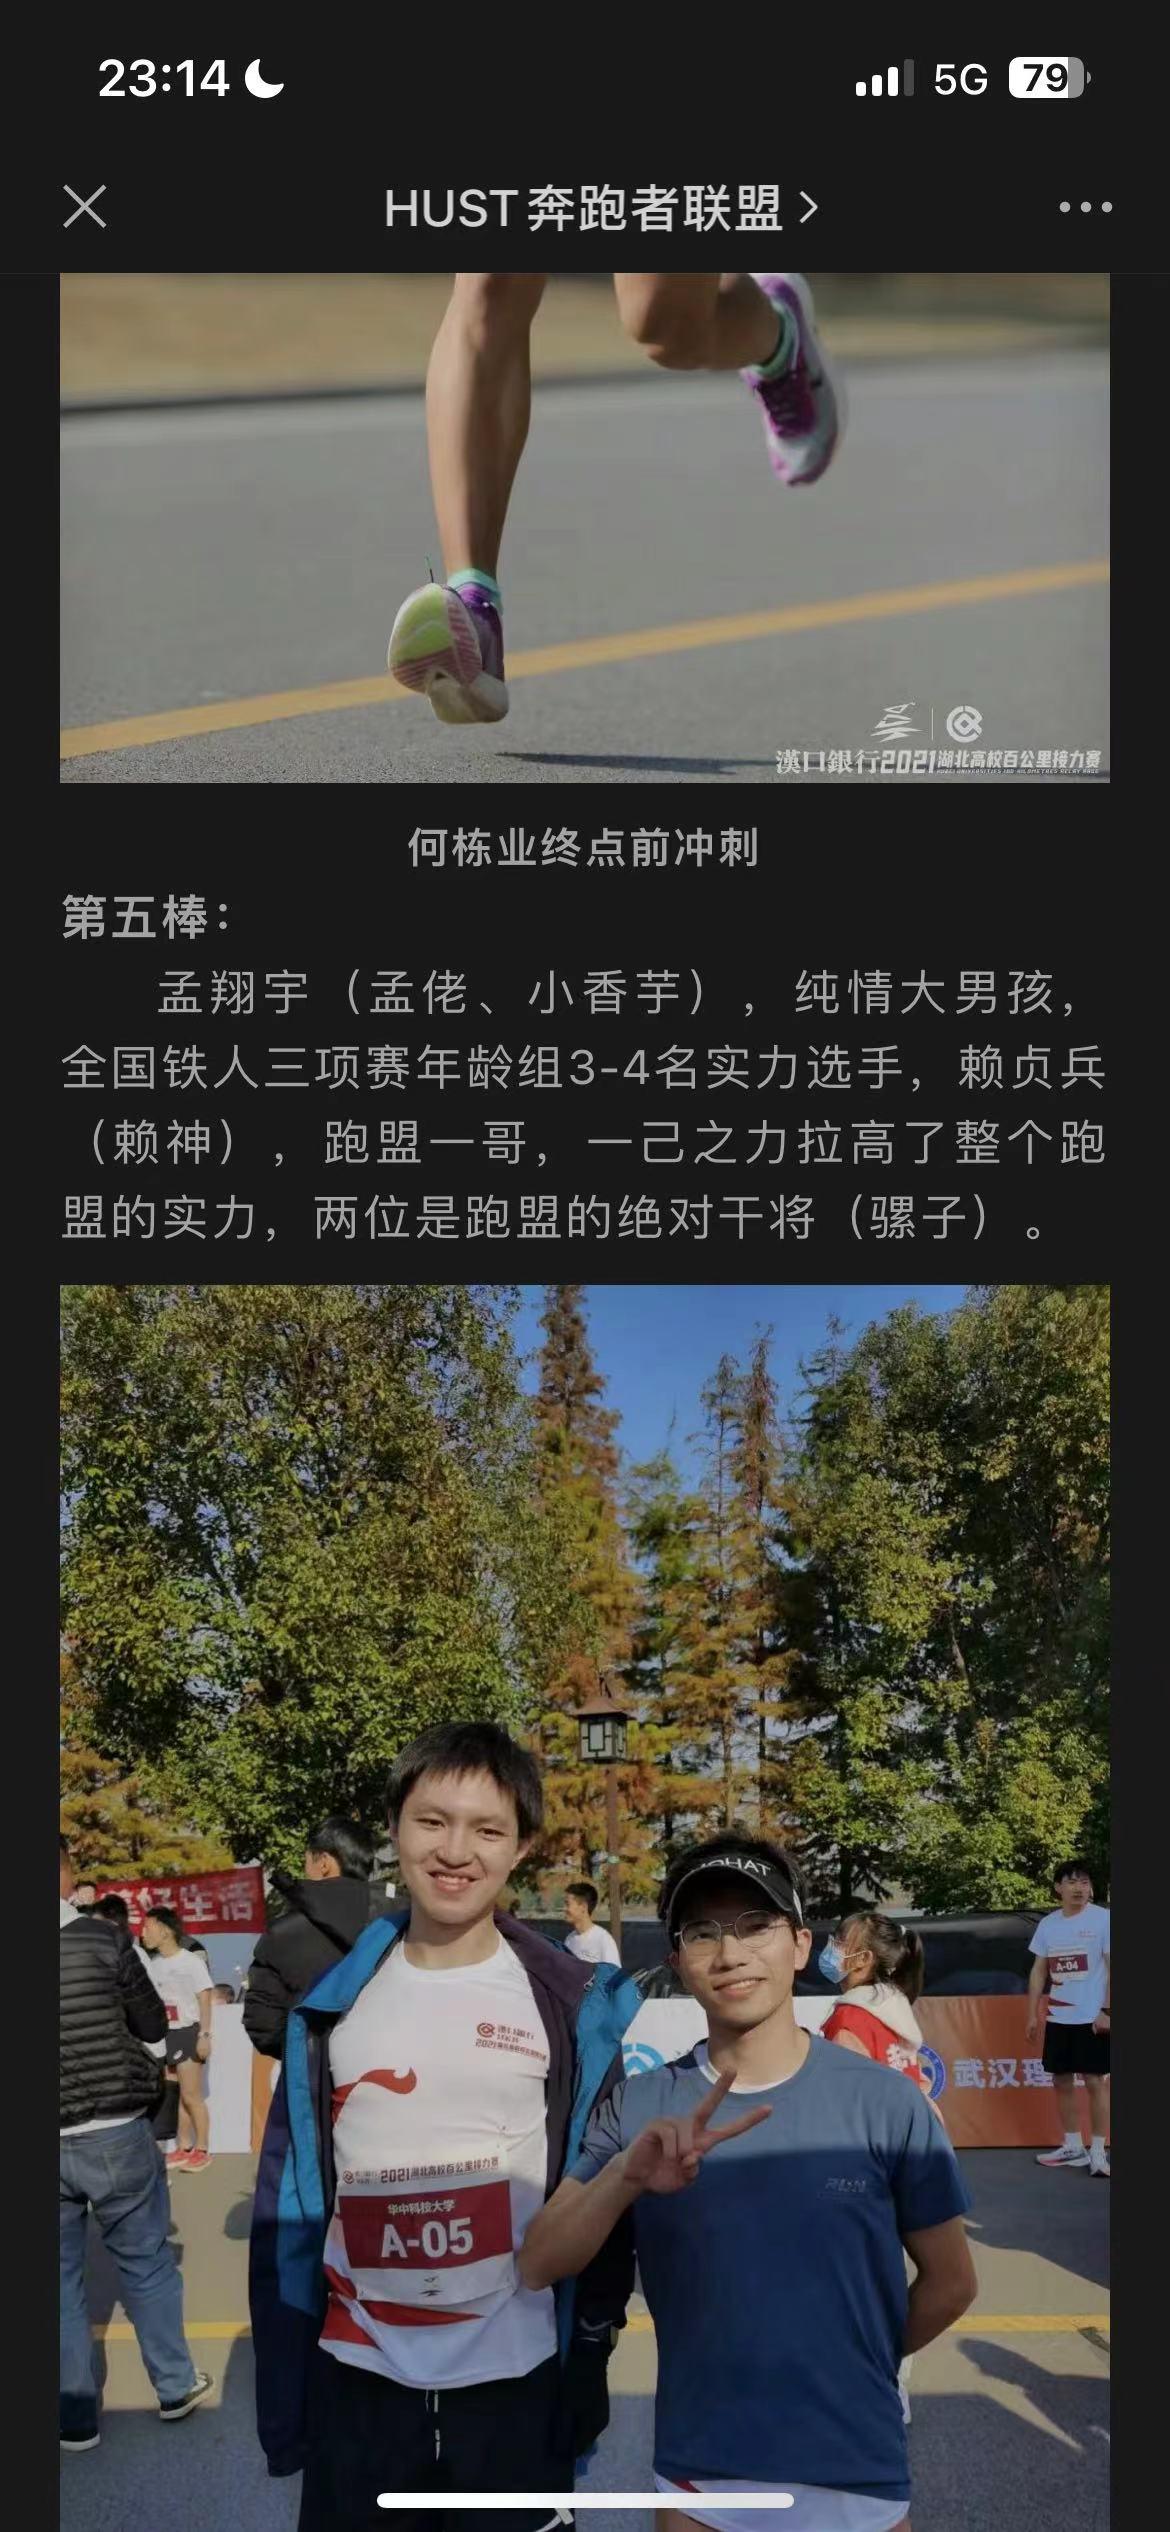 23:14
5G 79
HUST奔跑者联盟
漢口銀行2021湖北高校百公里接力赛
何栋业终点前冲刺
第五棒：
孟翔宇（孟佬、小香芋），纯情大男孩，
全国铁人三项赛年龄组3-4名实力选手，赖贞兵
（赖神），跑盟一哥，一己之力拉高了整个跑
盟的实力，两位是跑盟的绝对干将（骡子）。
好生活
HAT
A-04
武汉理
2021湖北高校百公里接力赛
华中科技大学
A-05